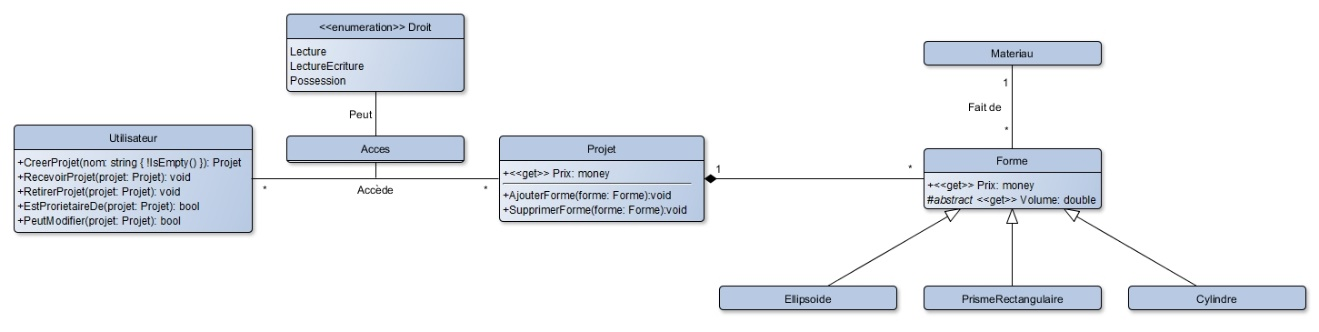 <<enumeration>> Droit
Lecture
LectureEcriture
Possession
Peut
Acces
Utilisateur
+CreerProjet(nom: string { !IsEmpty() }): Projet
+RecevoirProjet(projet: Projet): void
+RetirerProjet(projet: Projet): void
+EstProrietaireDe(projet: Projet): bool
+PeutModifier(projet: Projet): bool
*
Accède
*
Projet
+<<get>> Prix: money
+AjouterForme(forme: Forme):void
+SupprimerForme(forme: Forme):void
1
*
Materiau
1
Fait de
*
Forme
+<<get>> Prix: money
#abstract <<get>> Volume: double
Ellipsoide
PrismeRectangulaire
Cylindre